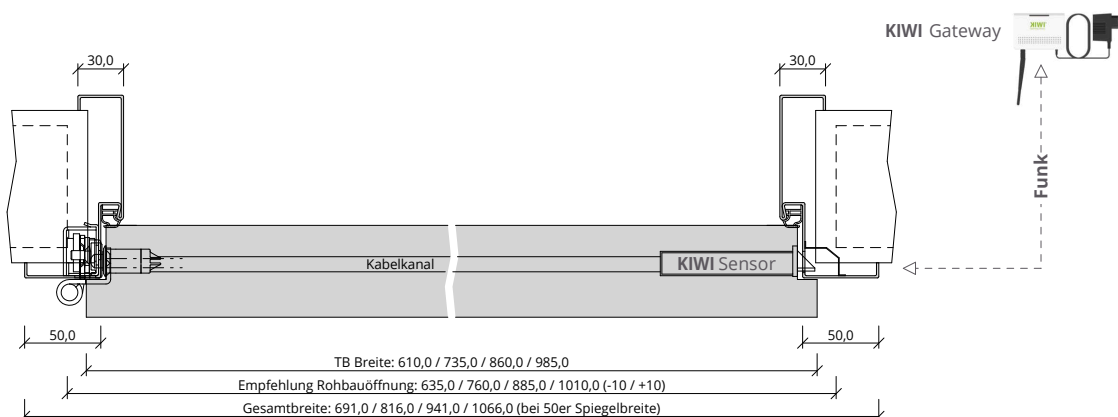 KIWI Gateway
KIWI
30,0
30,0
Funk
Kabelkanal
KIWI Sensor
50,0
50,0
TB Breite: 610,0 / 735,0 / 860,0 / 985,0
Empfehlung Rohbauöffnung: 635,0 / 760,0 / 885,0 / 1010,0 (-10 / +10)
Gesamtbreite: 691,0 / 816,0 / 941,0 / 1066,0 (bei 50er Spiegelbreite)